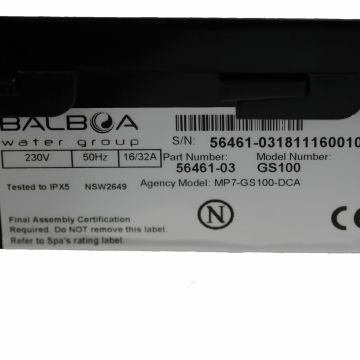 BALBOA
water group
S/N: 56461-031811160010
230V 50Hz 16/32A
Part Number: Model Number:
56461-03 GS100
Tested to IPX5 NSW2649
Agency Model: MP7-GS100-DCA
Final Assembly Certification
Required. Do NOT remove this label.
Refer to Spa's rating label.
N